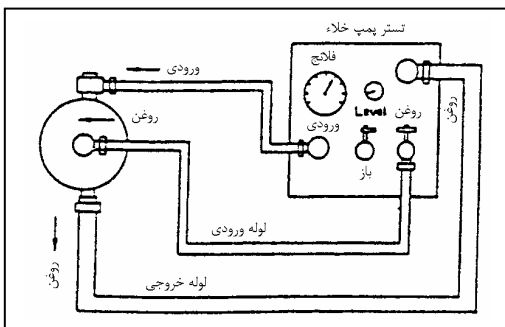 تستر پمپ خلاء
فلانج
ورودی
Level
روغن
ورودی
روغن
باز
روغن
لوله ورودی
روغن
لوله خروجی